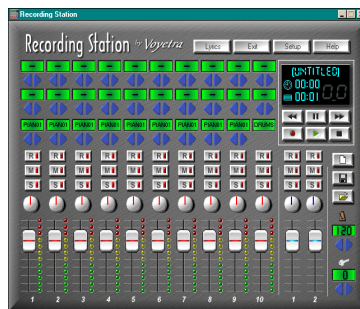 Recording Station
Recording Station by Voyetra
Lyrics Exit Setup Help
(UNTITLED)
00:00
00:01 0.0
PIANO1 PIANO1 PIANO1 PIANO1 PIANO1 PIANO1 PIANO1 PIANO1 PIANO1 DRUMS
R R R R R R R R R R
M M M M M M M M M M
S S S S S S S S S S
120
0
1 2 3 4 5 6 7 8 9 10 1 2